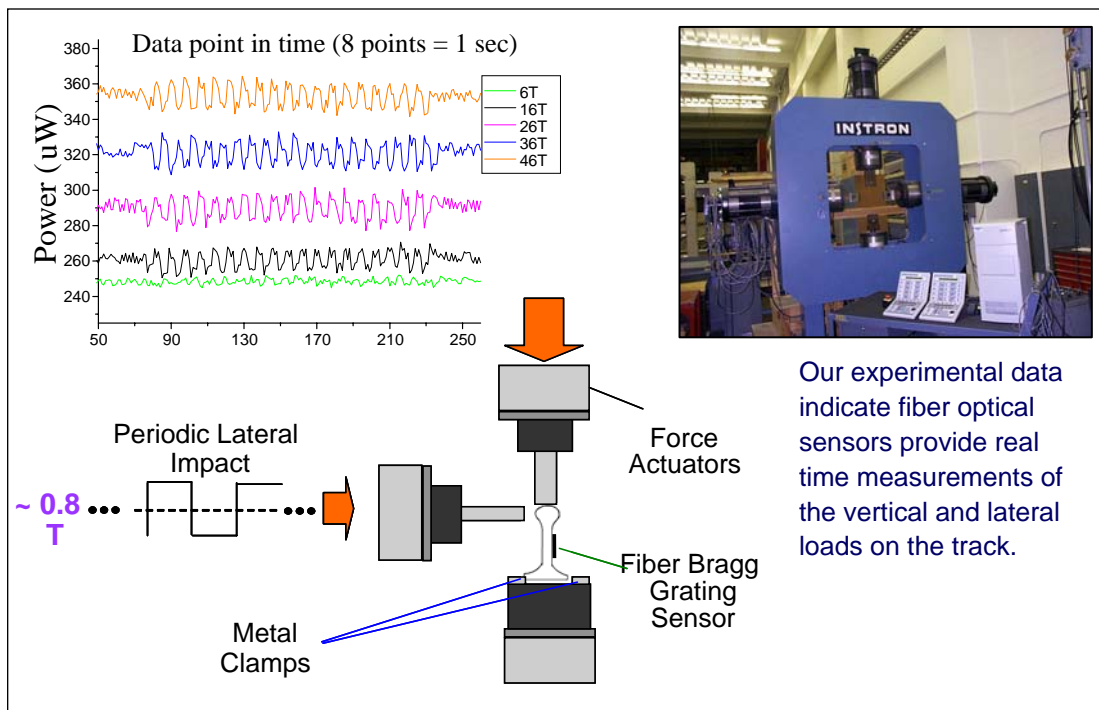 Data point in time (8 points = 1 sec)
380
360
340
320
300
280
260
240
Power (uW)
50 90 130 170 210 250
6T
16T
26T
36T
46T
INSTRON
Our experimental data
indicate fiber optical
sensors provide real
time measurements of
the vertical and lateral
loads on the track.
Periodic Lateral
Impact
~ 0.8
T
Force
Actuators
Fiber Bragg
Grating
Sensor
Metal
Clamps